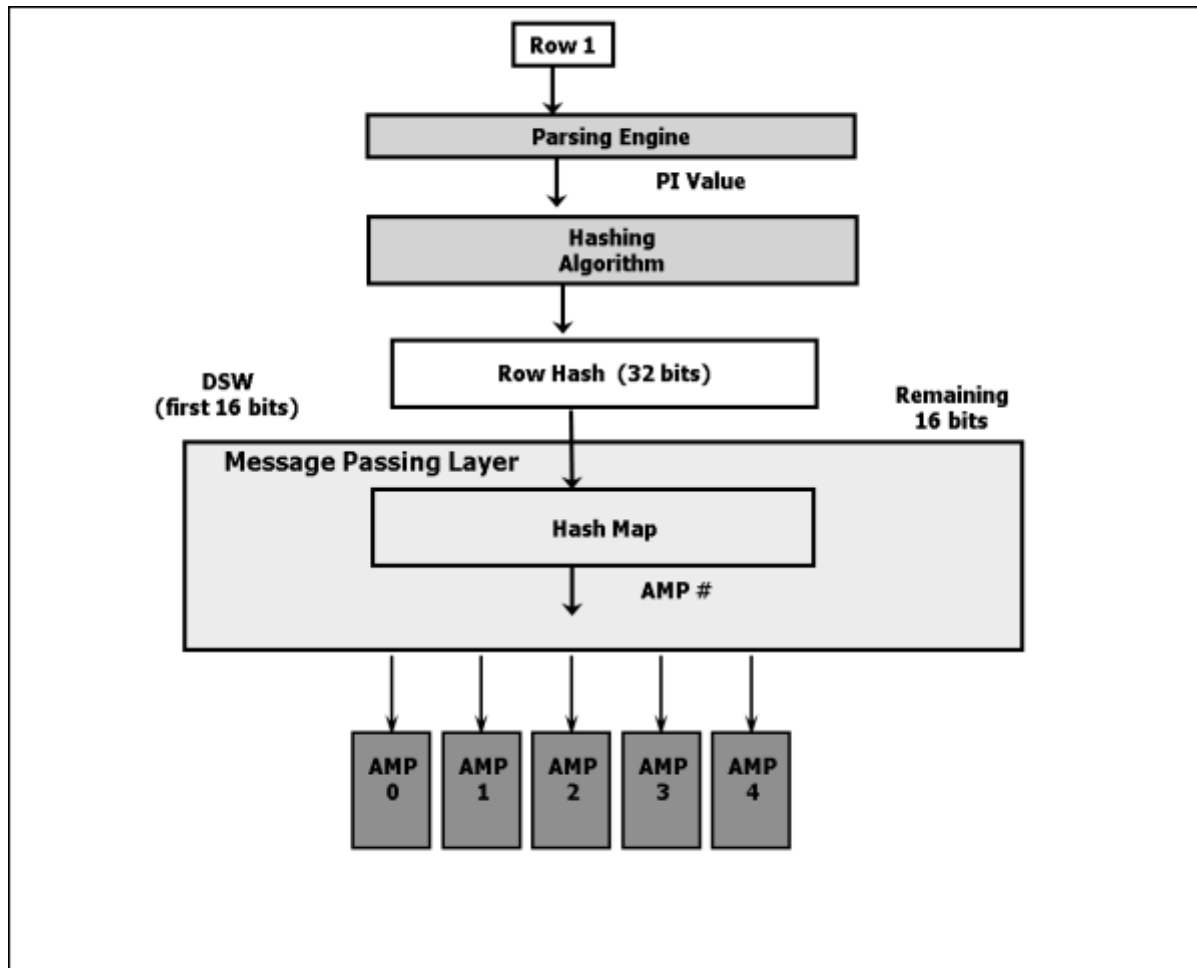 Row 1
Parsing Engine
PI Value
Hashing
Algorithm
Row Hash (32 bits)
DSW
(first 16 bits)
Remaining
16 bits
Message Passing Layer
Hash Map
AMP #
AMP
0
AMP
1
AMP
2
AMP
3
AMP
4